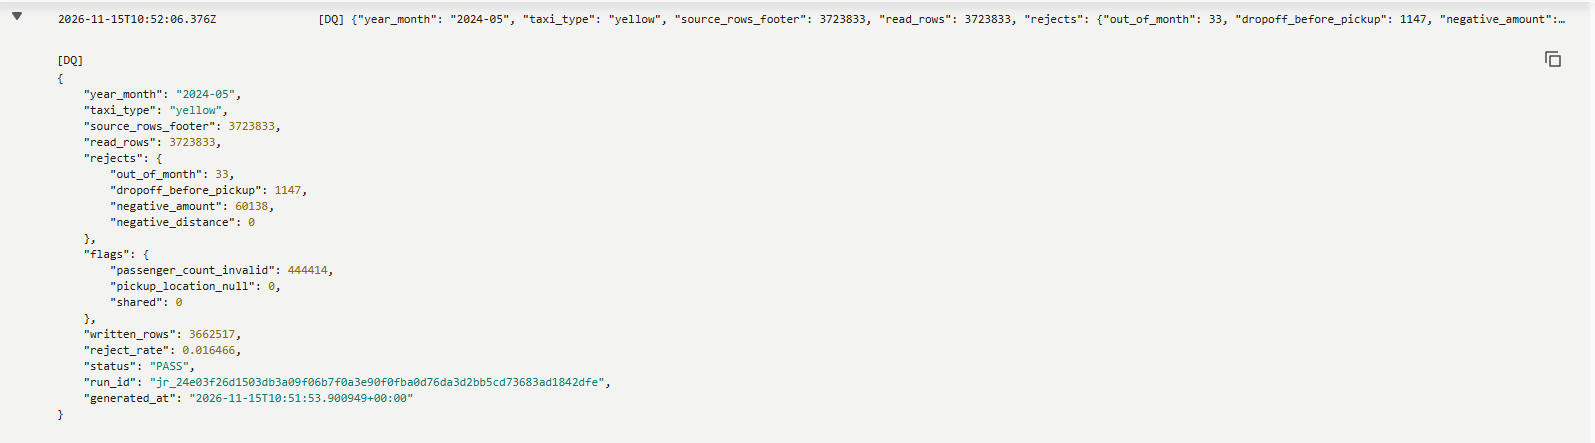 2026-11-15T10:52:06.376Z [DQ] {"year_month": "2024-05", "taxi_type": "yellow", "source_rows_footer": 3723833, "read_rows": 3723833, "rejects": {"out_of_month": 33, "dropoff_before_pickup": 1147, "negative_amount":…
[DQ]
{
    "year_month": "2024-05",
    "taxi_type": "yellow",
    "source_rows_footer": 3723833,
    "read_rows": 3723833,
    "rejects": {
        "out_of_month": 33,
        "dropoff_before_pickup": 1147,
        "negative_amount": 60138,
        "negative_distance": 0
    },
    "flags": {
        "passenger_count_invalid": 444414,
        "pickup_location_null": 0,
        "shared": 0
    },
    "written_rows": 3662517,
    "reject_rate": 0.016466,
    "status": "PASS",
    "run_id": "jr_24e03f26d1503db3a09f06b7f0a3e90f0fba0d76da3d2bb5cd73683ad1842dfe",
    "generated_at": "2026-11-15T10:51:53.900949+00:00"
}